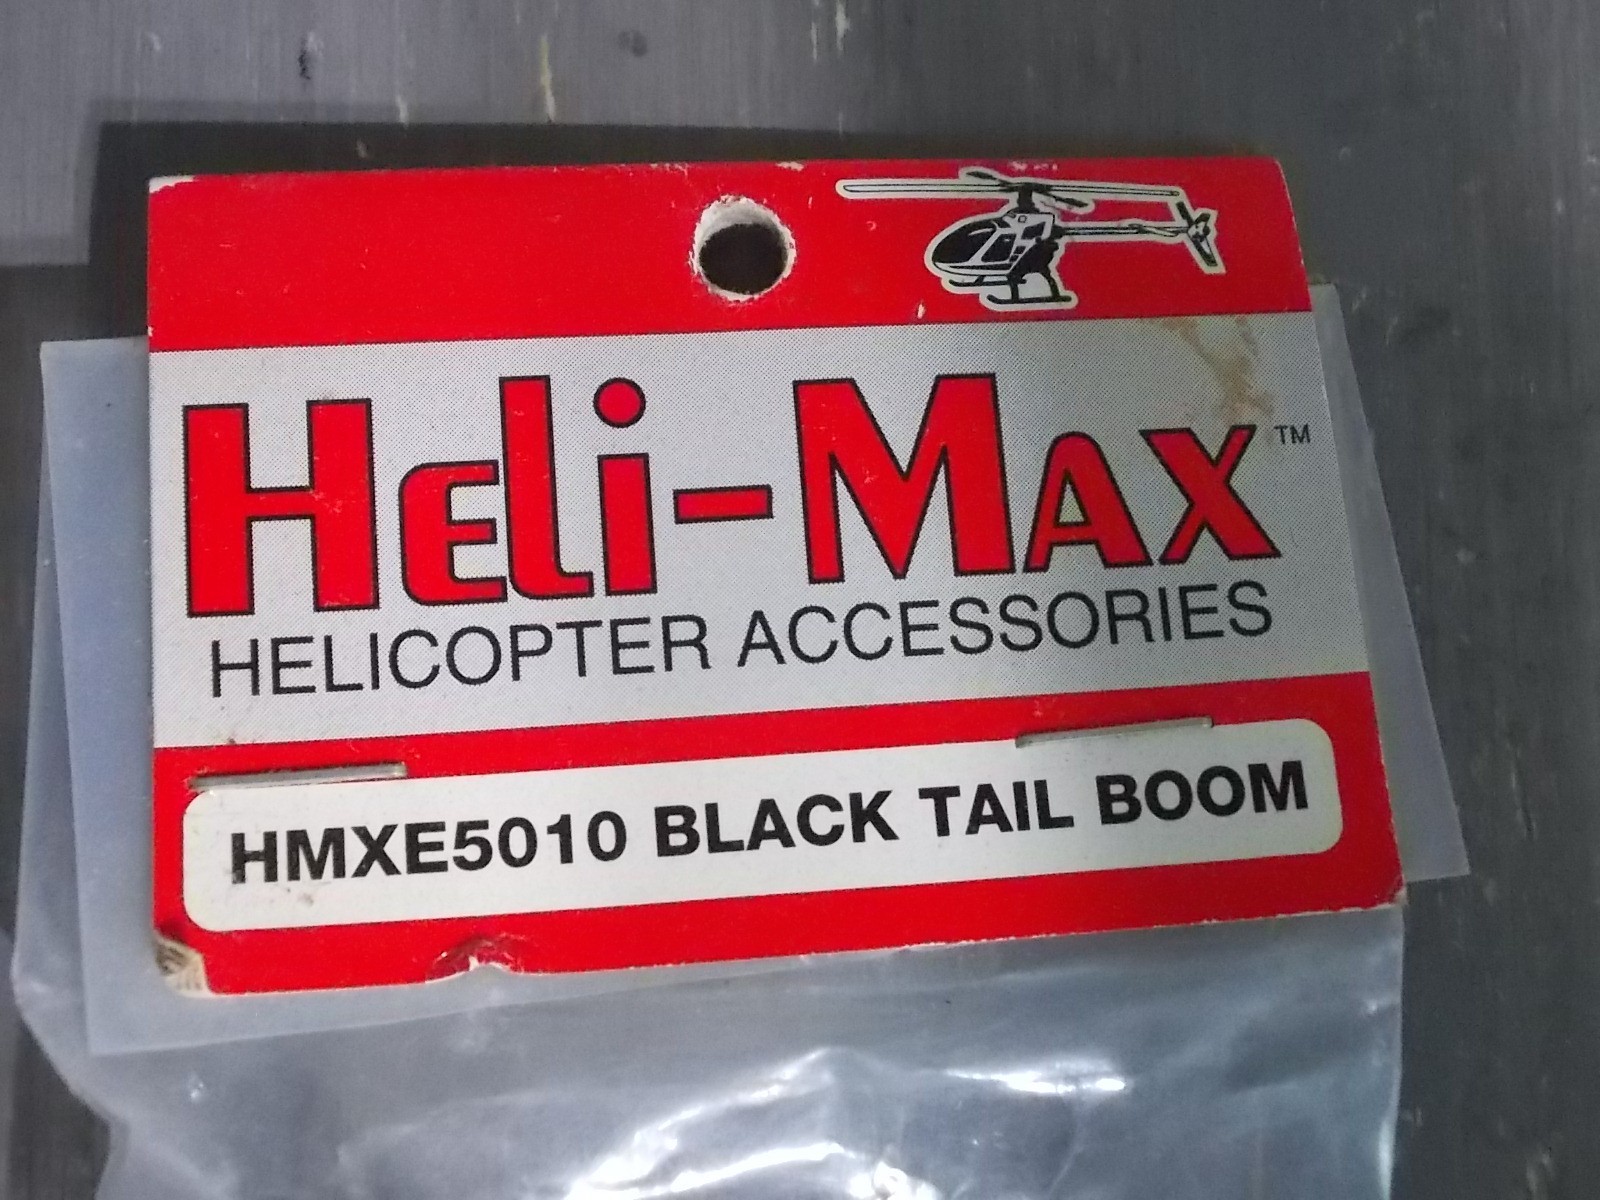 Heli-Max™
HELICOPTER ACCESSORIES
HMXE5010 BLACK TAIL BOOM